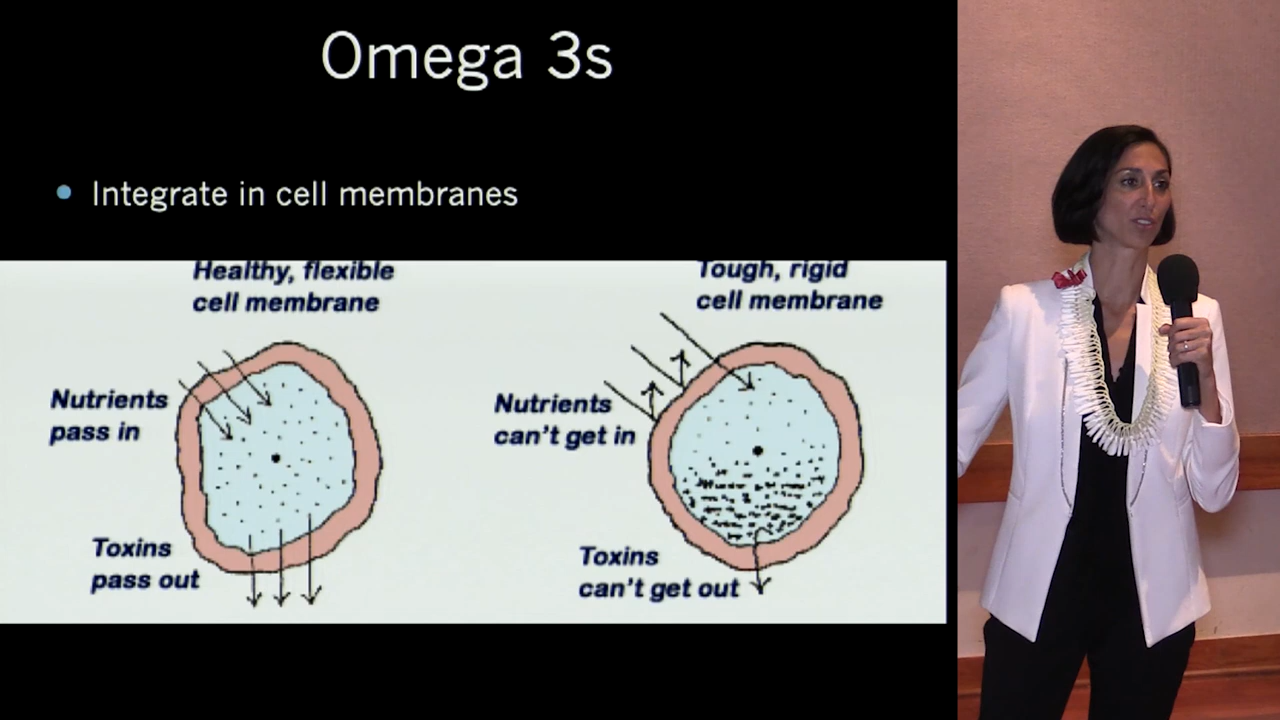 Omega 3s
Integrate in cell membranes
Healthy, flexible
cell membrane
Tough, rigid
cell membrane
Nutrients
pass in
Nutrients
can't get in
Toxins
pass out
Toxins
can't get out